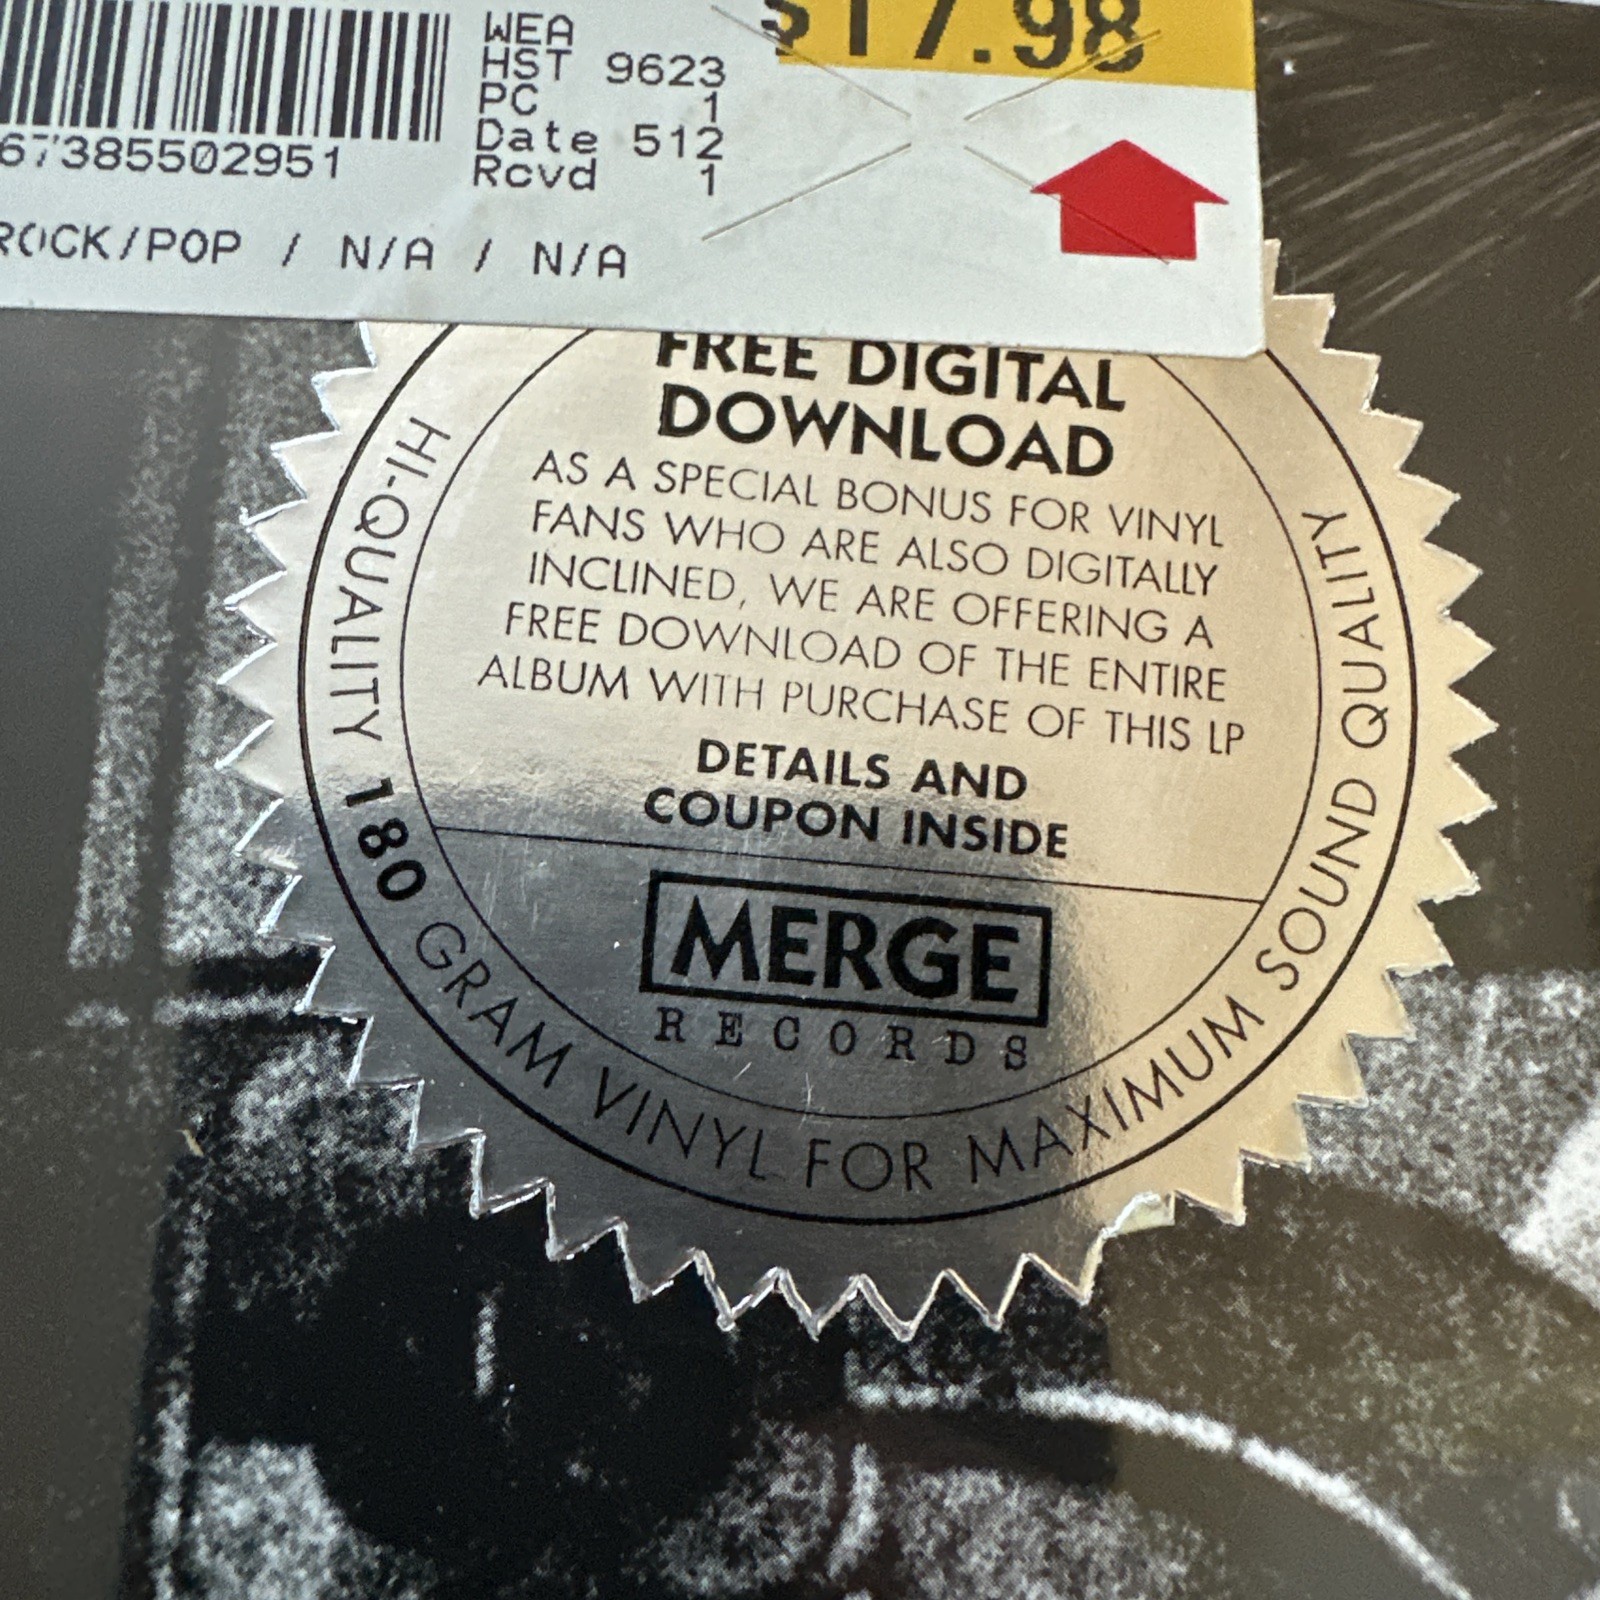 $17.98
WEA
HST 9623
PC 1
Date 512
Rcvd 1
67385502951
ROCK/POP / N/A / N/A
FREE DIGITAL
DOWNLOAD
AS A SPECIAL BONUS FOR VINYL
FANS WHO ARE ALSO DIGITALLY
INCLINED, WE ARE OFFERING A
FREE DOWNLOAD OF THE ENTIRE
ALBUM WITH PURCHASE OF THIS LP
DETAILS AND
COUPON INSIDE
MERGE
RECORDS
HI-QUALITY 180 GRAM VINYL FOR MAXIMUM SOUND QUALITY